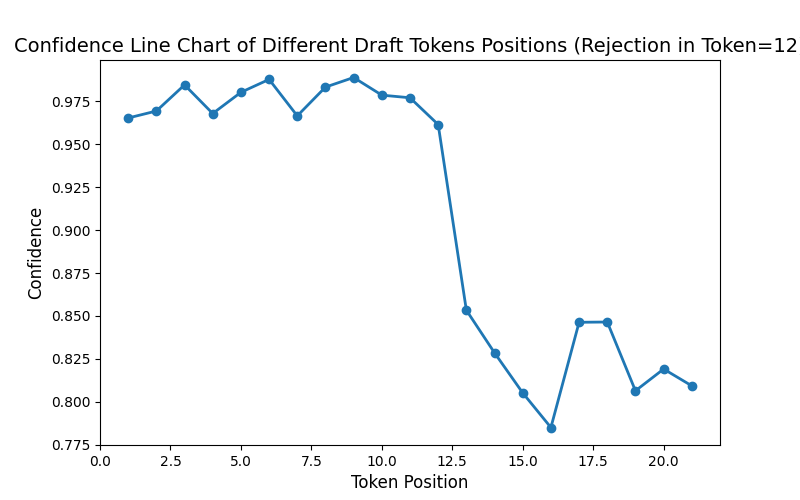 Confidence Line Chart of Different Draft Tokens Positions (Rejection in Token=12
0.975
0.950
0.925
0.900
0.875
0.850
0.825
0.800
0.775
Confidence
0.0 2.5 5.0 7.5 10.0 12.5 15.0 17.5 20.0
Token Position